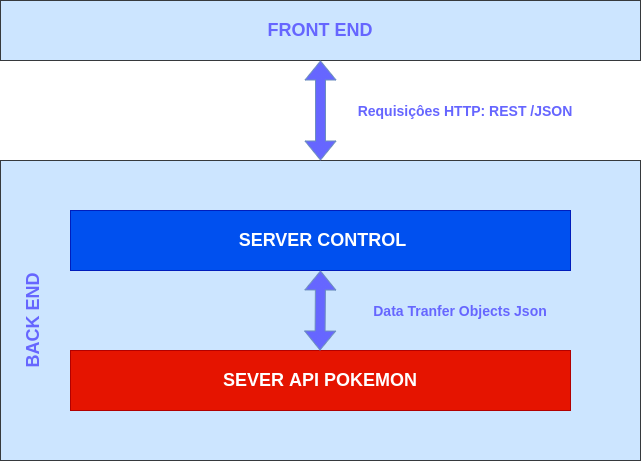 FRONT END
Requisições HTTP: REST /JSON
SERVER CONTROL
BACK END
Data Tranfer Objects Json
SEVER API POKEMON